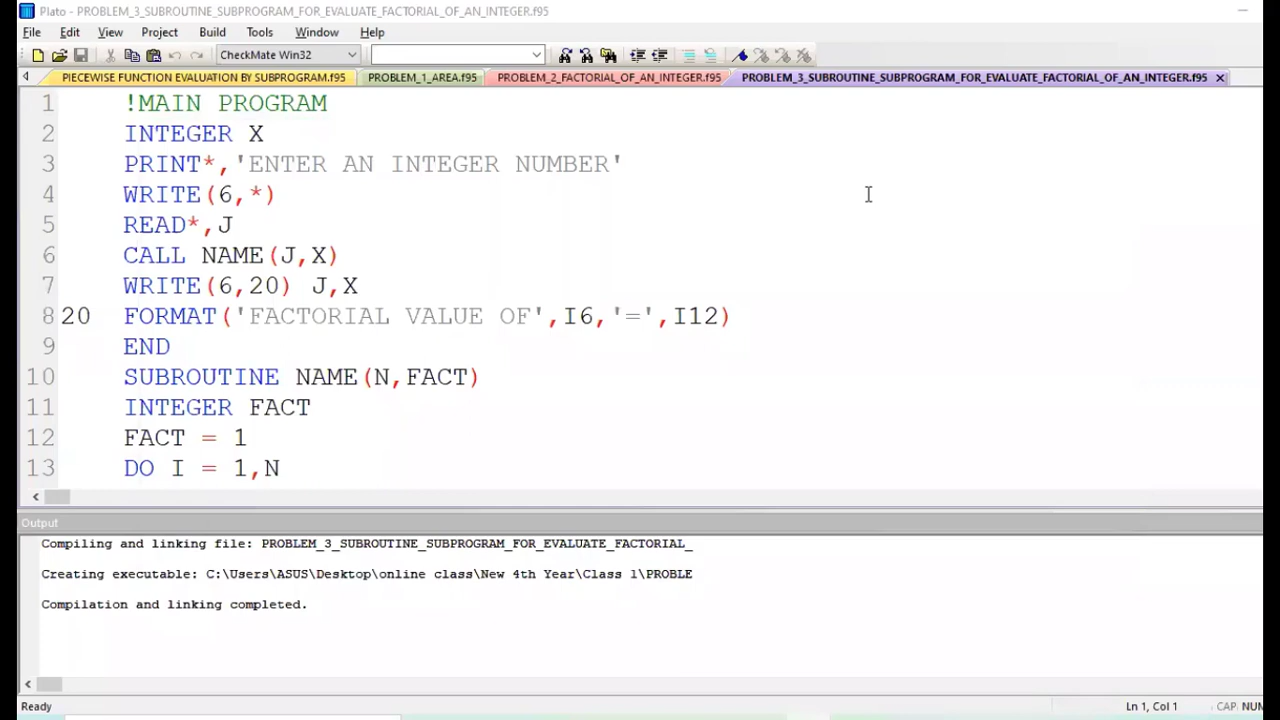 Plato - PROBLEM_3_SUBROUTINE_SUBPROGRAM_FOR_EVALUATE_FACTORIAL_OF_AN_INTEGER.f95
File Edit View Project Build Tools Window Help
CheckMate Win32
PIECEWISE FUNCTION EVALUATION BY SUBPROGRAM.f95 PROBLEM_1_AREA.f95 PROBLEM_2_FACTORIAL_OF_AN_INTEGER.f95 PROBLEM_3_SUBROUTINE_SUBPROGRAM_FOR_EVALUATE_FACTORIAL_OF_AN_INTEGER.f95
1 !MAIN PROGRAM
2 INTEGER X
3 PRINT*,'ENTER AN INTEGER NUMBER'
4 WRITE(6,*)
5 READ*,J
6 CALL NAME(J,X)
7 WRITE(6,20) J,X
8 20 FORMAT('FACTORIAL VALUE OF',I6,'=',I12)
9 END
10 SUBROUTINE NAME(N,FACT)
11 INTEGER FACT
12 FACT = 1
13 DO I = 1,N
Output
Compiling and linking file: PROBLEM_3_SUBROUTINE_SUBPROGRAM_FOR_EVALUATE_FACTORIAL_
Creating executable: C:\Users\ASUS\Desktop\online class\New 4th Year\Class 1\PROBLE
Compilation and linking completed.
Ready Ln 1, Col 1 CAP NUM